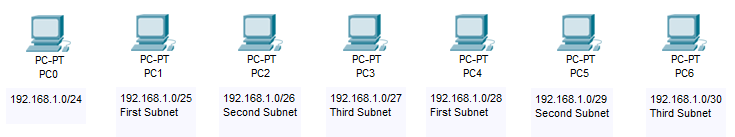 PC-PT PC-PT PC-PT PC-PT PC-PT PC-PT PC-PT
PC0 PC1 PC2 PC3 PC4 PC5 PC6
192.168.1.0/24 192.168.1.0/25 192.168.1.0/26 192.168.1.0/27 192.168.1.0/28 192.168.1.0/29 192.168.1.0/30
First Subnet Second Subnet Third Subnet First Subnet Second Subnet Third Subnet